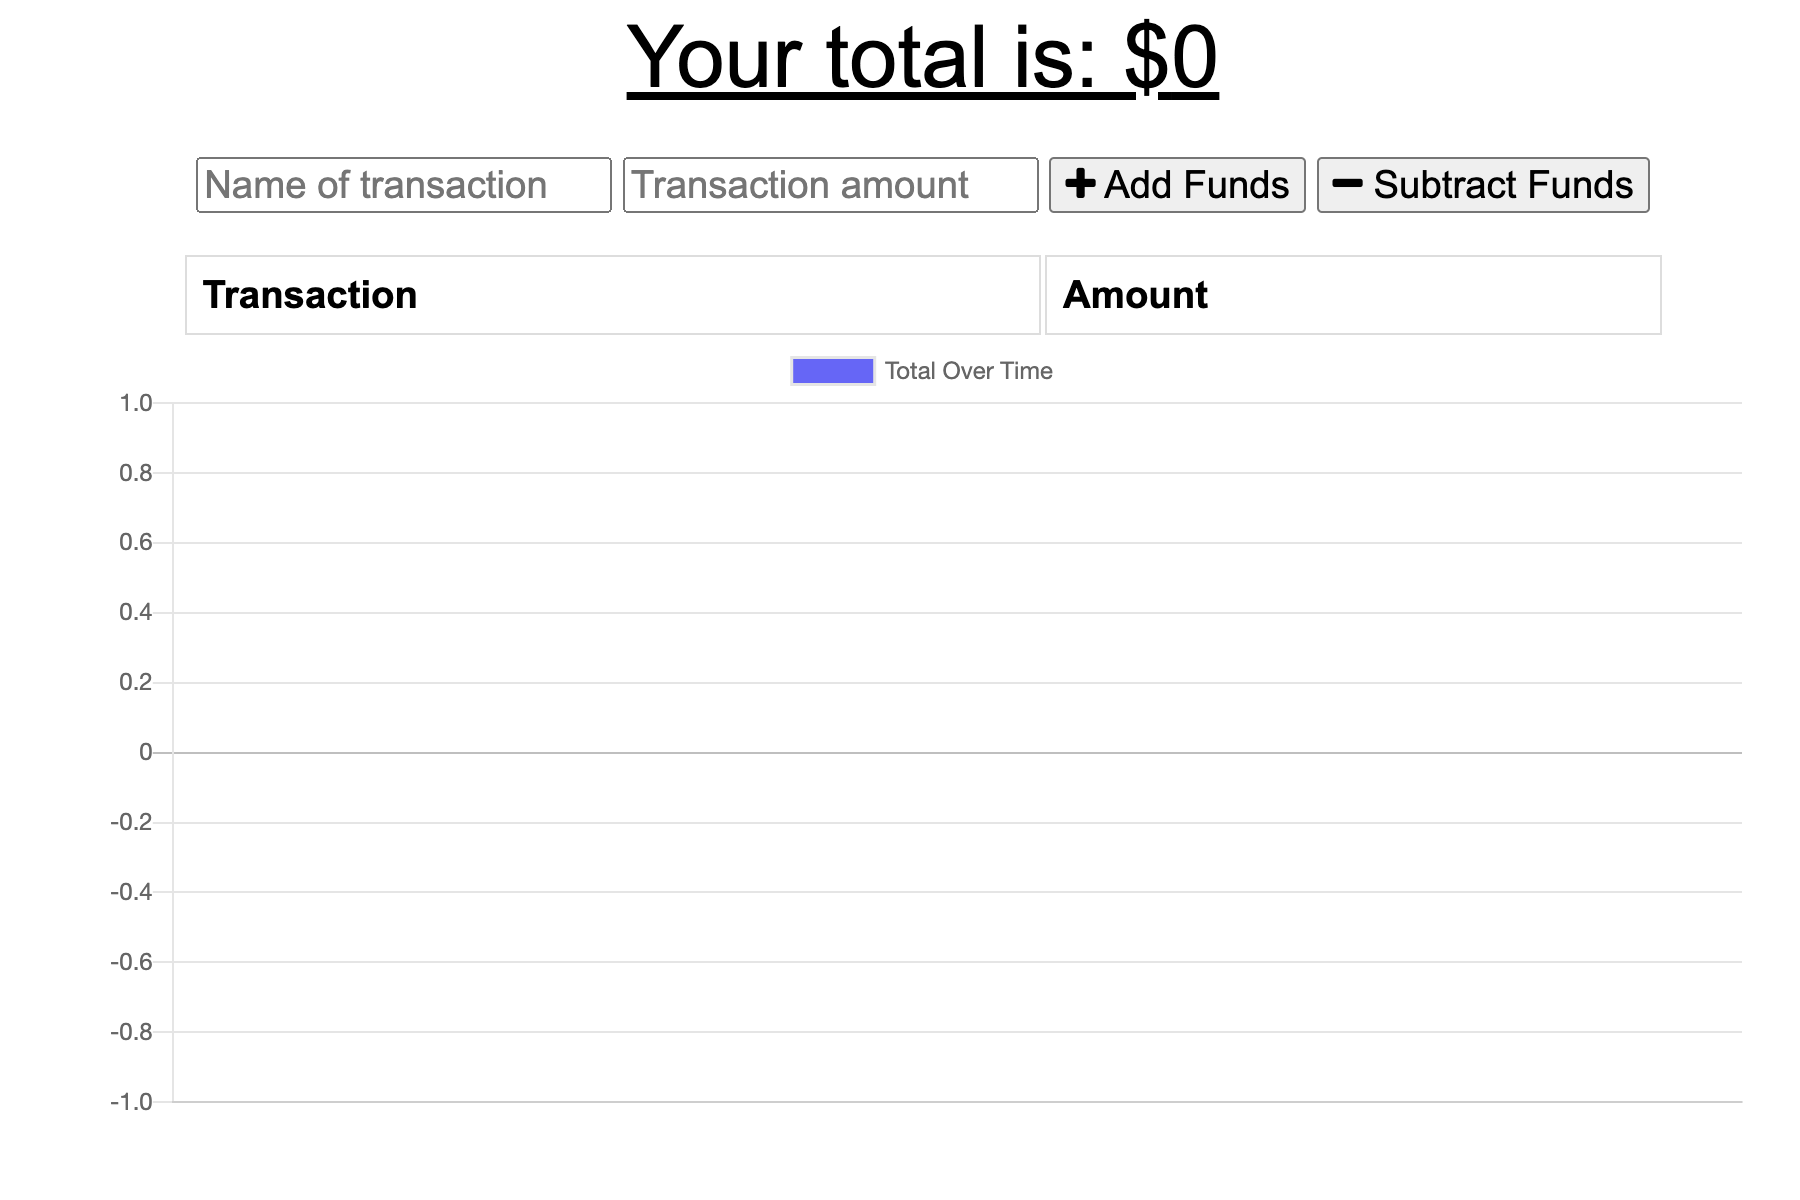 Your total is: $0
Name of transaction Transaction amount Add Funds Subtract Funds
Transaction Amount
Total Over Time
1.0
0.8
0.6
0.4
0.2
0
-0.2
-0.4
-0.6
-0.8
-1.0